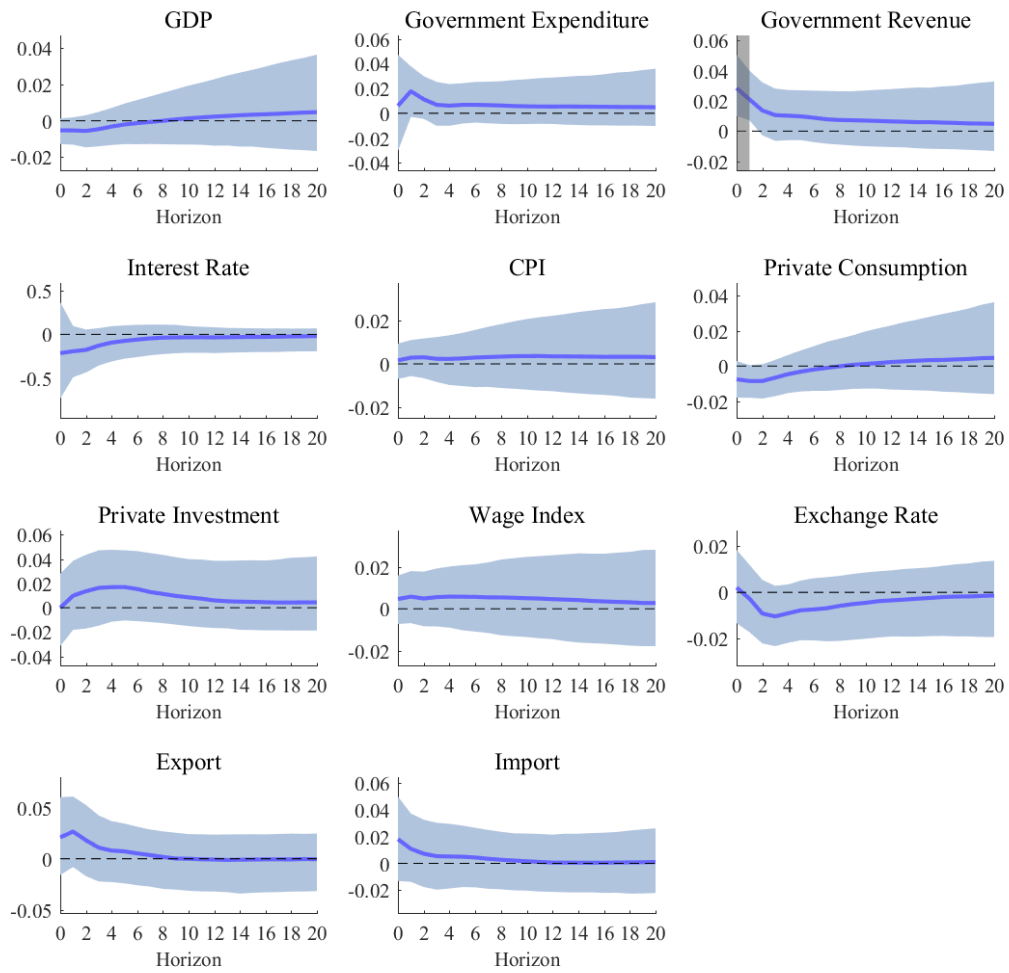 GDP
0.04
0.02
0
-0.02
0 2 4 6 8 10 12 14 16 18 20
Horizon
Government Expenditure
0.06
0.04
0.02
0
-0.02
-0.04
0 2 4 6 8 10 12 14 16 18 20
Horizon
Government Revenue
0.06
0.04
0.02
0
-0.02
0 2 4 6 8 10 12 14 16 18 20
Horizon
Interest Rate
0.5
0
-0.5
0 2 4 6 8 10 12 14 16 18 20
Horizon
CPI
0.02
0
-0.02
0 2 4 6 8 10 12 14 16 18 20
Horizon
Private Consumption
0.04
0.02
0
-0.02
0 2 4 6 8 10 12 14 16 18 20
Horizon
Private Investment
0.06
0.04
0.02
0
-0.02
-0.04
0 2 4 6 8 10 12 14 16 18 20
Horizon
Wage Index
0.02
0
-0.02
0 2 4 6 8 10 12 14 16 18 20
Horizon
Exchange Rate
0.02
0
-0.02
0 2 4 6 8 10 12 14 16 18 20
Horizon
Export
0.05
0
-0.05
0 2 4 6 8 10 12 14 16 18 20
Horizon
Import
0.06
0.04
0.02
0
-0.02
0 2 4 6 8 10 12 14 16 18 20
Horizon